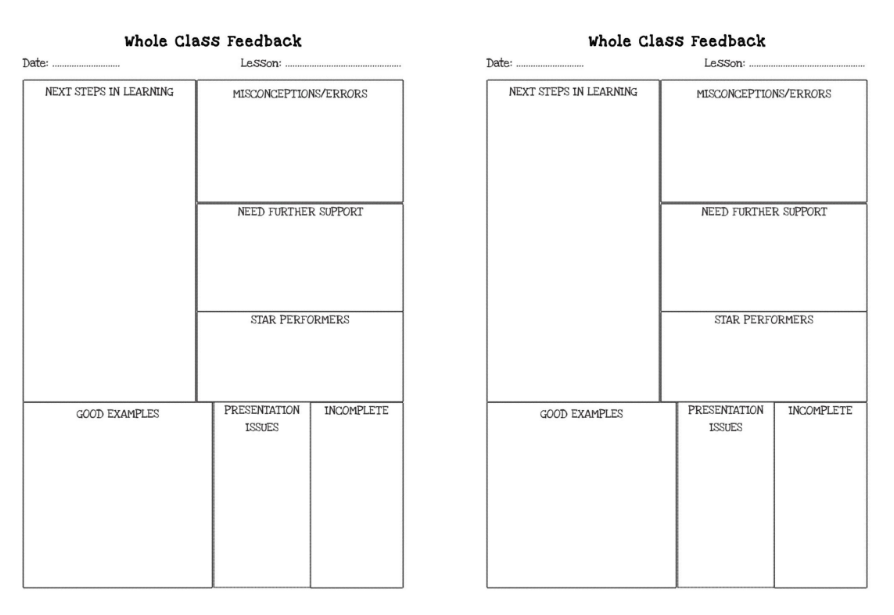 Whole Class Feedback
Date: ............................
Lesson: ................................................
NEXT STEPS IN LEARNING
MISCONCEPTIONS/ERRORS
NEED FURTHER SUPPORT
STAR PERFORMERS
GOOD EXAMPLES
PRESENTATION
ISSUES
INCOMPLETE
Whole Class Feedback
Date: ............................
Lesson: ................................................
NEXT STEPS IN LEARNING
MISCONCEPTIONS/ERRORS
NEED FURTHER SUPPORT
STAR PERFORMERS
GOOD EXAMPLES
PRESENTATION
ISSUES
INCOMPLETE